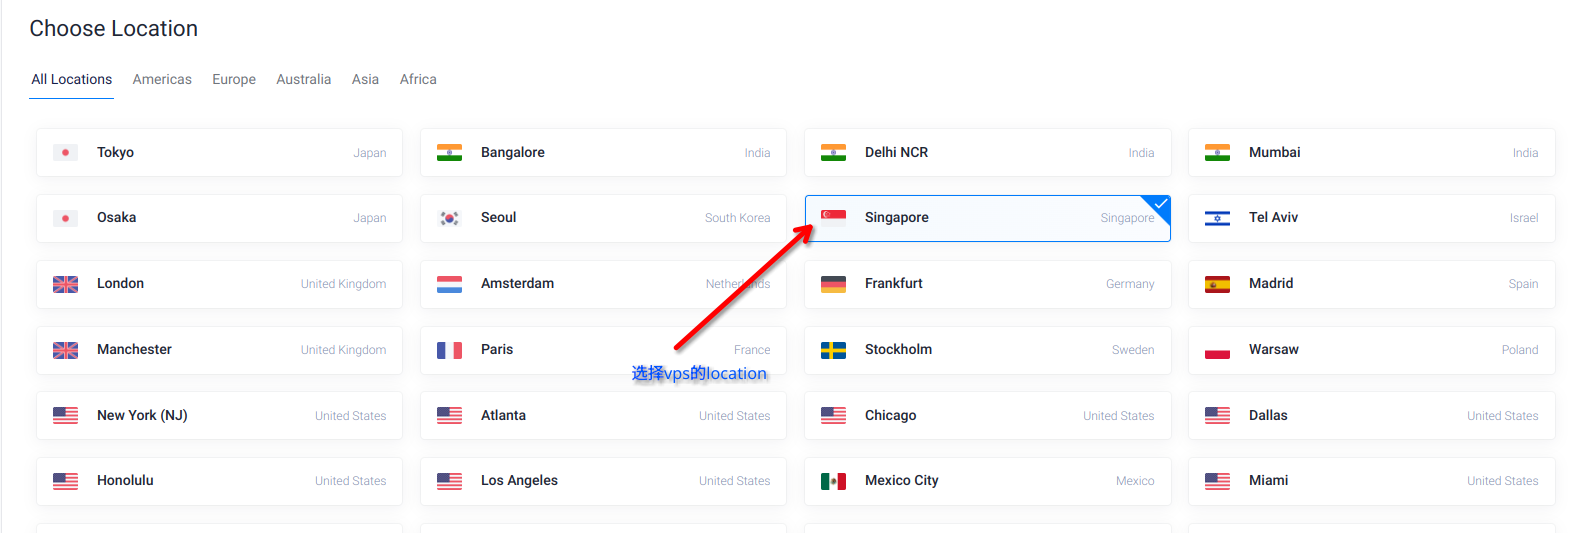 Choose Location
All Locations Americas Europe Australia Asia Africa
Tokyo Japan Bangalore India Delhi NCR India Mumbai India
Osaka Japan Seoul South Korea Singapore Singapore Tel Aviv Israel
London United Kingdom Amsterdam Netherlands Frankfurt Germany Madrid Spain
Manchester United Kingdom Paris France Stockholm Sweden Warsaw Poland
选择vps的location
New York (NJ) United States Atlanta United States Chicago United States Dallas United States
Honolulu United States Los Angeles United States Mexico City Mexico Miami United States